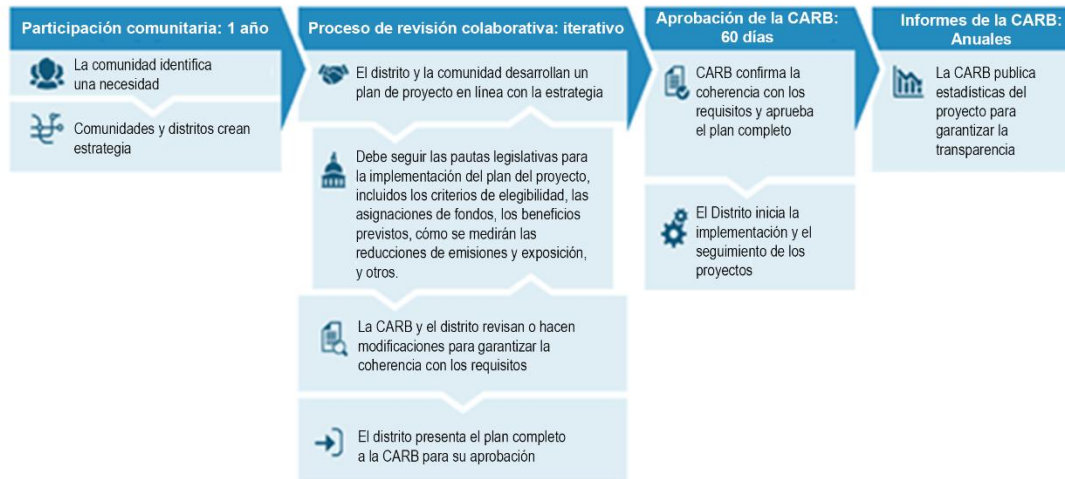 Participación comunitaria: 1 año
La comunidad identifica
una necesidad
Comunidades y distritos crean
estrategia
Proceso de revisión colaborativa: iterativo
El distrito y la comunidad desarrollan un
plan de proyecto en línea con la estrategia
Debe seguir las pautas legislativas para
la implementación del plan del proyecto,
incluidos los criterios de elegibilidad, las
asignaciones de fondos, los beneficios
previstos, cómo se medirán las
reducciones de emisiones y exposición,
y otros.
La CARB y el distrito revisan o hacen
modificaciones para garantizar la
coherencia con los requisitos
El distrito presenta el plan completo
a la CARB para su aprobación
Aprobación de la CARB:
60 días
CARB confirma la
coherencia con los
requisitos y aprueba
el plan completo
El Distrito inicia la
implementación y el
seguimiento de los
proyectos
Informes de la CARB:
Anuales
La CARB publica
estadísticas del
proyecto para
garantizar la
transparencia